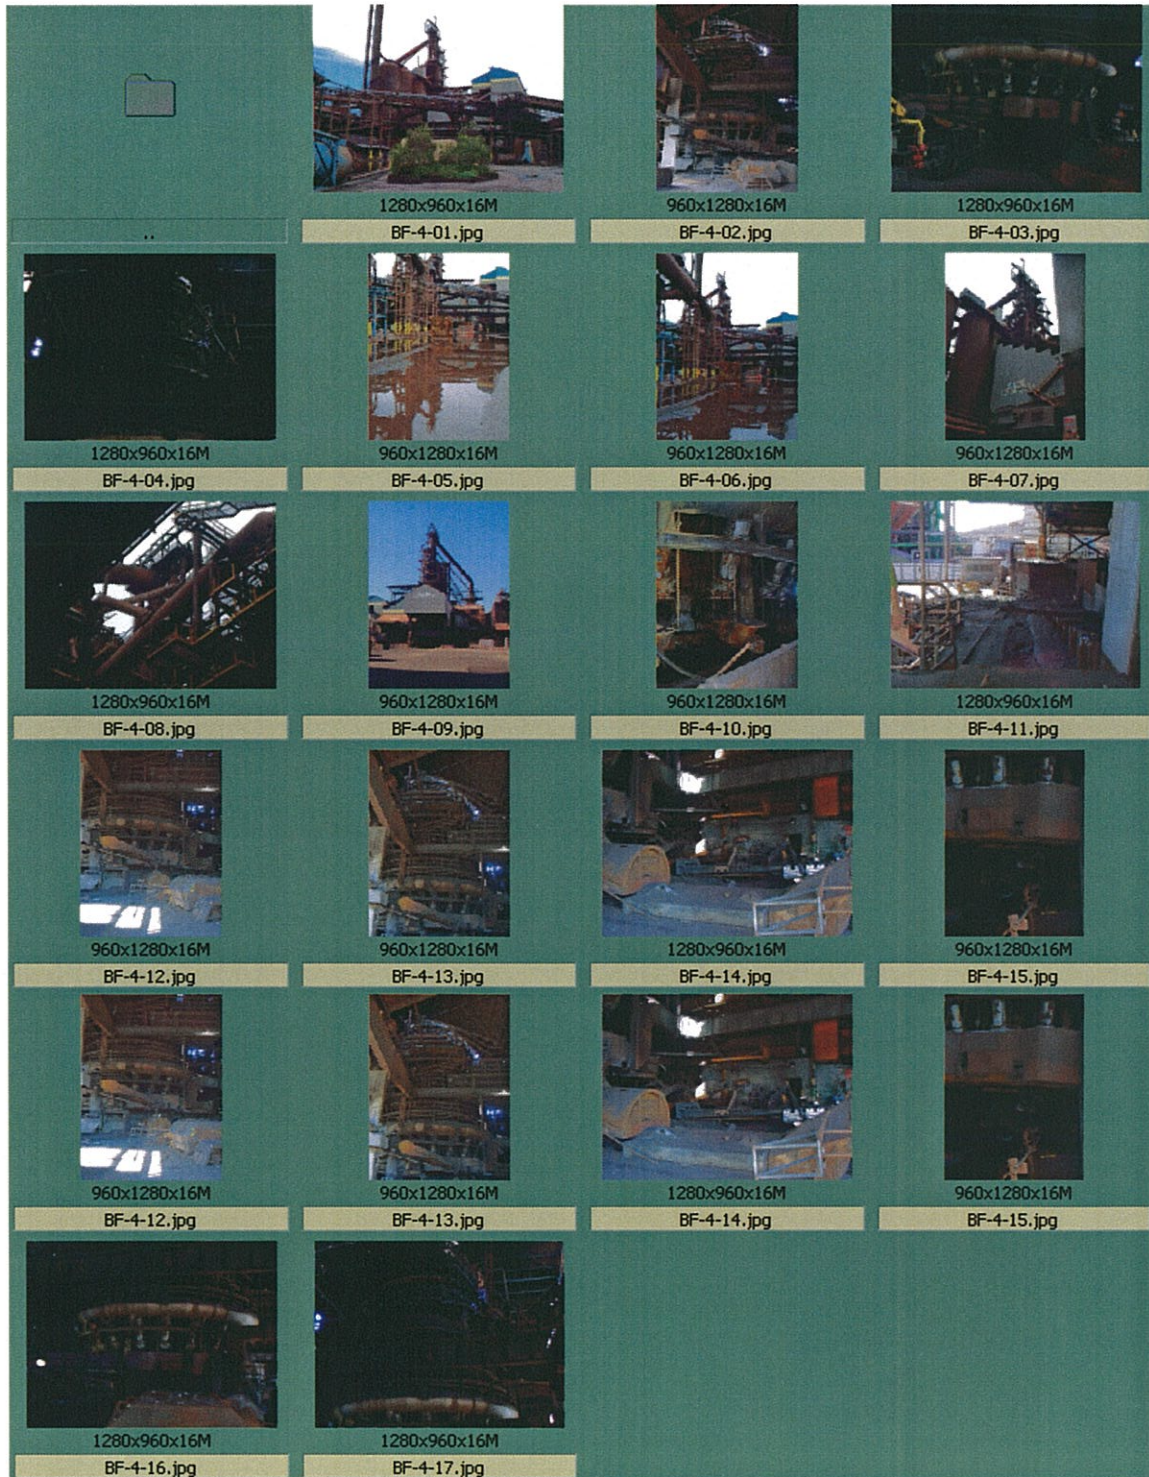 1280x960x16M
960x1280x16M
1280x960x16M
..
BF-4-01.jpg
BF-4-02.jpg
BF-4-03.jpg
1280x960x16M
960x1280x16M
960x1280x16M
960x1280x16M
BF-4-04.jpg
BF-4-05.jpg
BF-4-06.jpg
BF-4-07.jpg
1280x960x16M
960x1280x16M
960x1280x16M
1280x960x16M
BF-4-08.jpg
BF-4-09.jpg
BF-4-10.jpg
BF-4-11.jpg
960x1280x16M
960x1280x16M
1280x960x16M
960x1280x16M
BF-4-12.jpg
BF-4-13.jpg
BF-4-14.jpg
BF-4-15.jpg
960x1280x16M
960x1280x16M
1280x960x16M
960x1280x16M
BF-4-12.jpg
BF-4-13.jpg
BF-4-14.jpg
BF-4-15.jpg
1280x960x16M
1280x960x16M
BF-4-16.jpg
BF-4-17.jpg